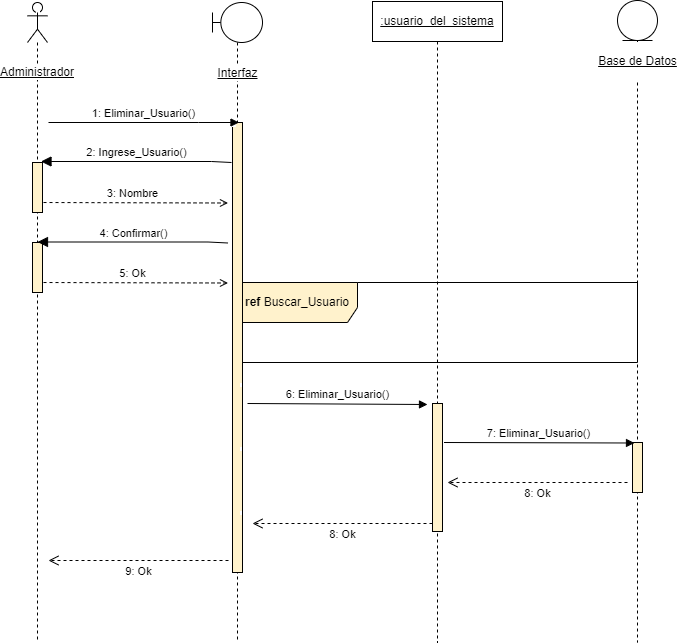 :usuario_del_sistema
Base de Datos
Administrador
Interfaz
1: Eliminar_Usuario()
2: Ingrese_Usuario()
3: Nombre
4: Confirmar()
5: Ok
ref Buscar_Usuario
6: Eliminar_Usuario()
7: Eliminar_Usuario()
8: Ok
8: Ok
9: Ok